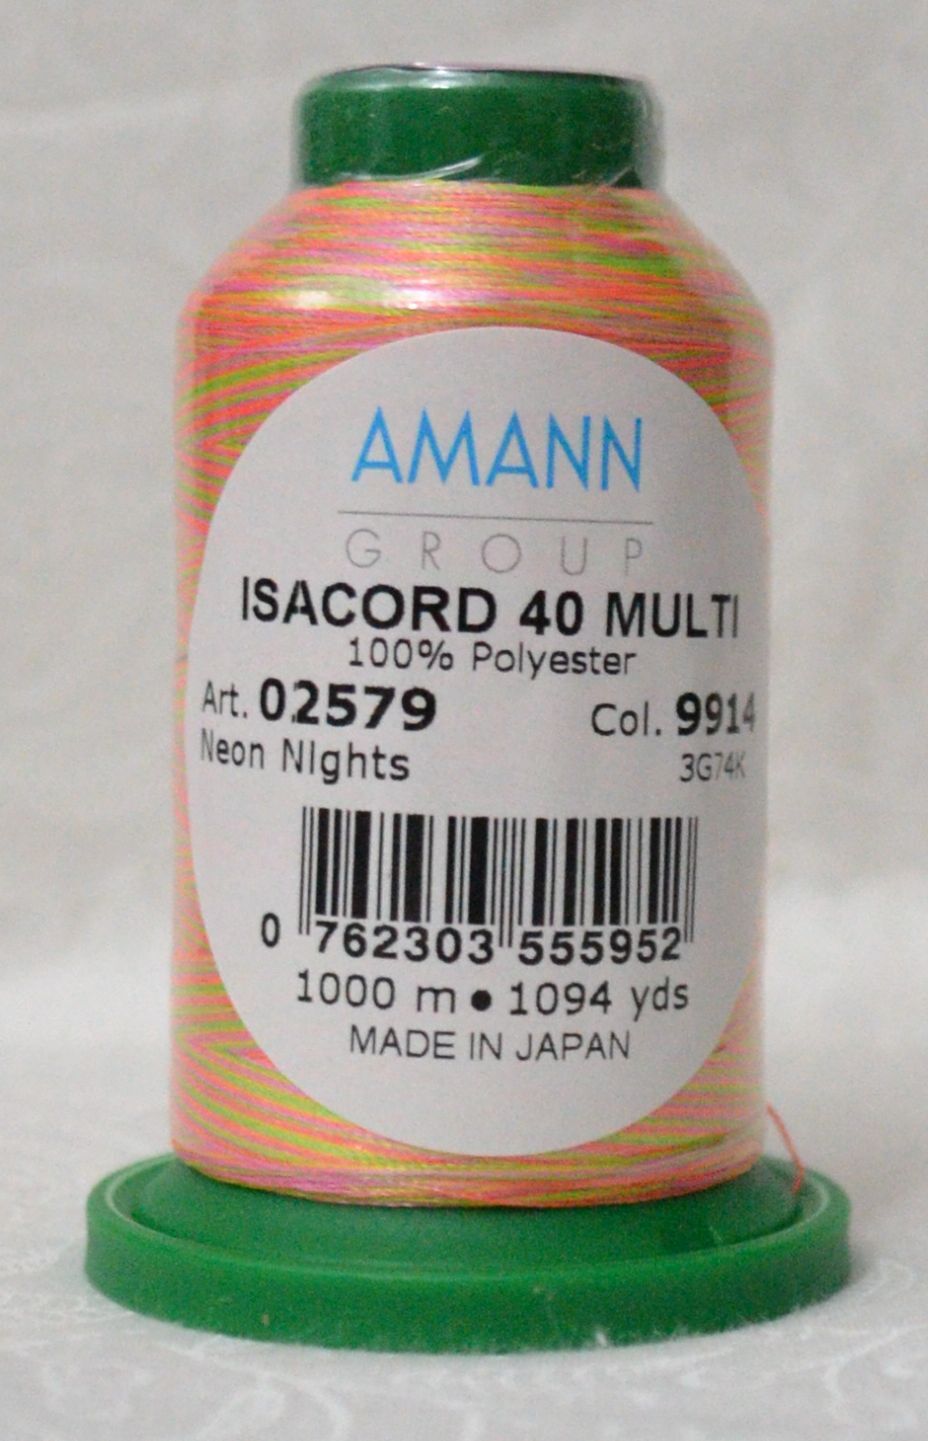 AMANN
GROUP
ISACORD 40 MULTI
100% Polyester
Art. 02579 Col. 9914
Neon NIghts 3G74K
0 762303 555952
1000 m • 1094 yds
MADE IN JAPAN